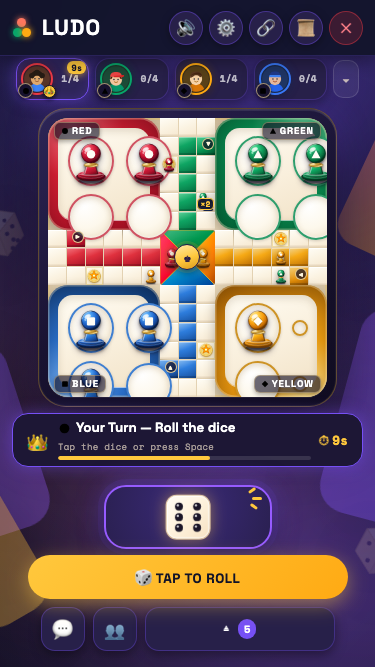 LUDO
9s
1/4
0/4
1/4
0/4
RED
GREEN
×2
BLUE
YELLOW
Your Turn — Roll the dice
Tap the dice or press Space
9s
TAP TO ROLL
5